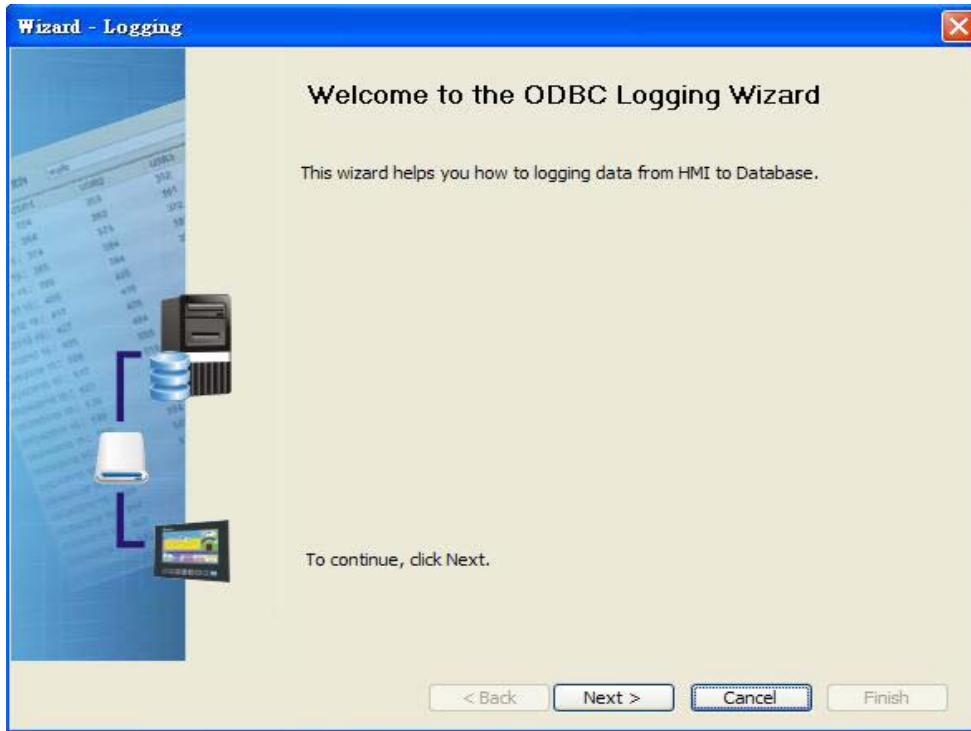 Wizard - Logging
Welcome to the ODBC Logging Wizard
This wizard helps you how to logging data from HMI to Database.
To continue, click Next.
< Back Next > Cancel Finish